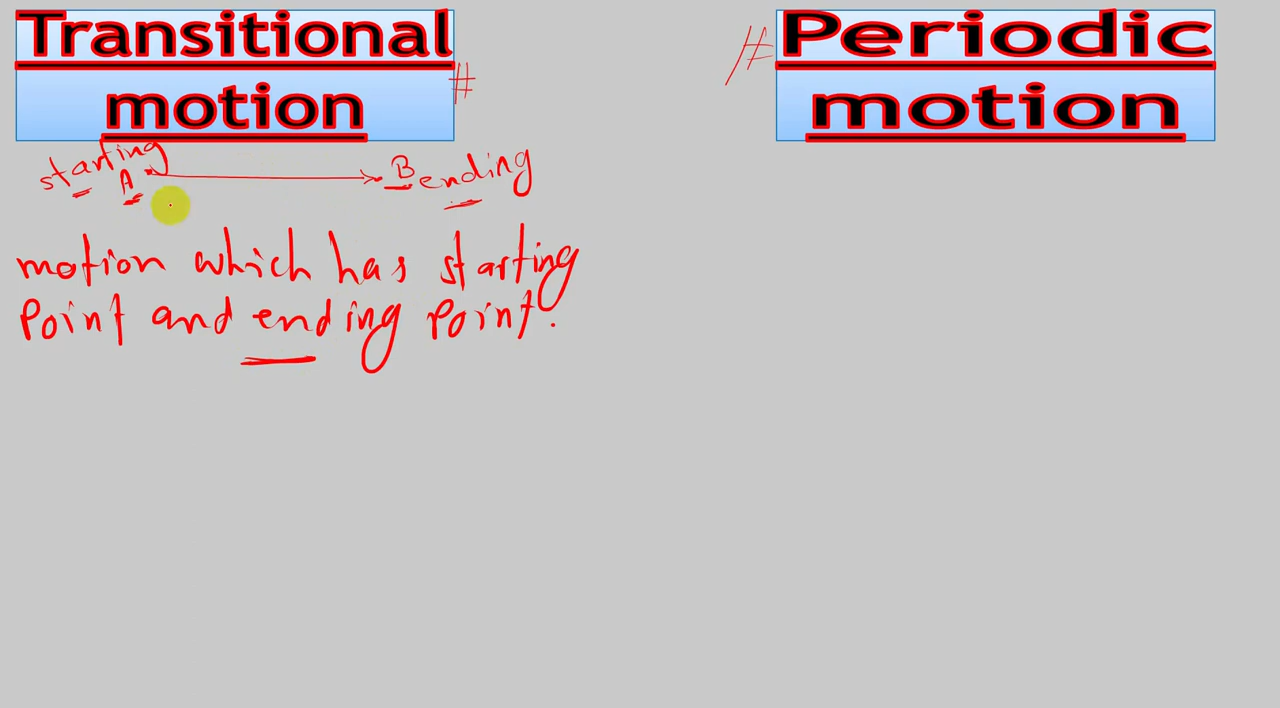 Transitional
motion
#
# Periodic
motion
starting
A
B ending
motion which has starting
Point and ending Point.